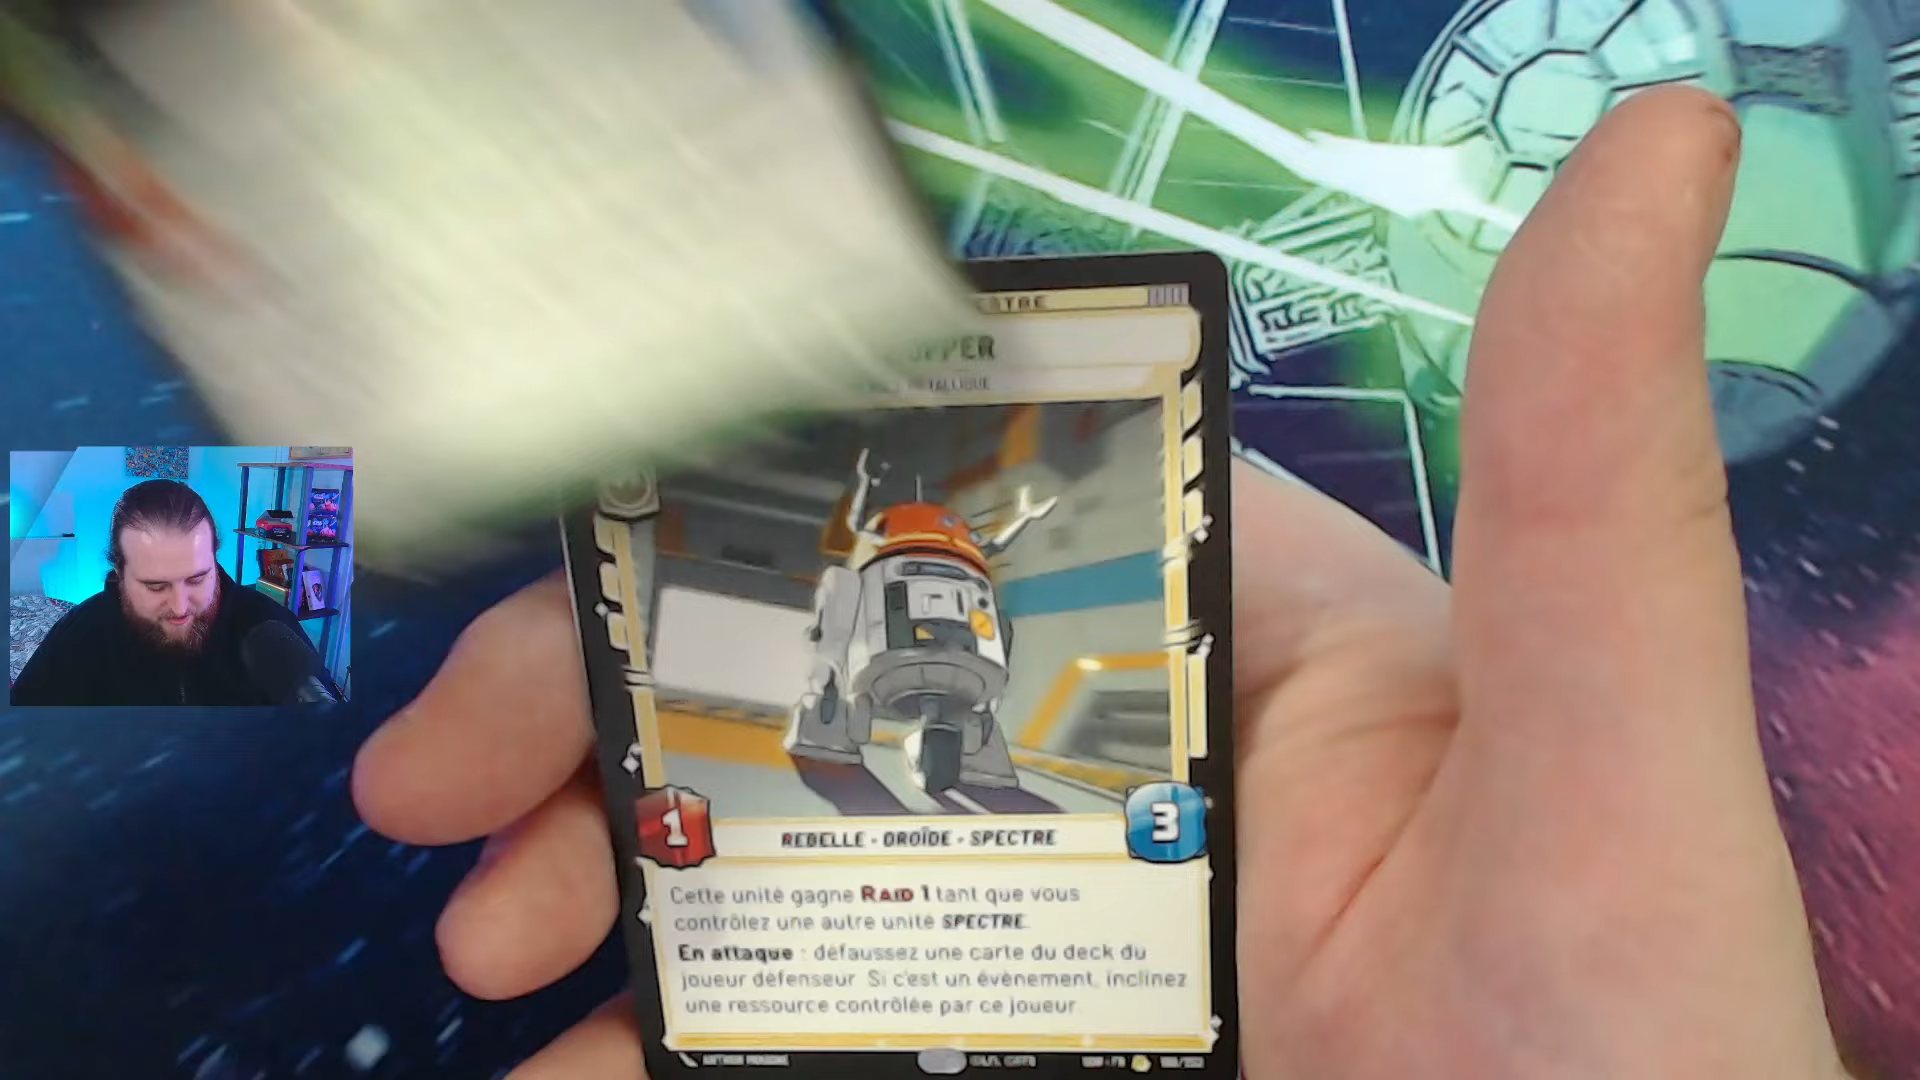 REBELLE • DROÏDE • SPECTRE
1
3
Cette unité gagne RAID 1 tant que vous
contrôlez une autre unité SPECTRE.
En attaque : défaussez une carte du deck du
joueur défenseur. Si c'est un évènement, inclinez
une ressource contrôlée par ce joueur.